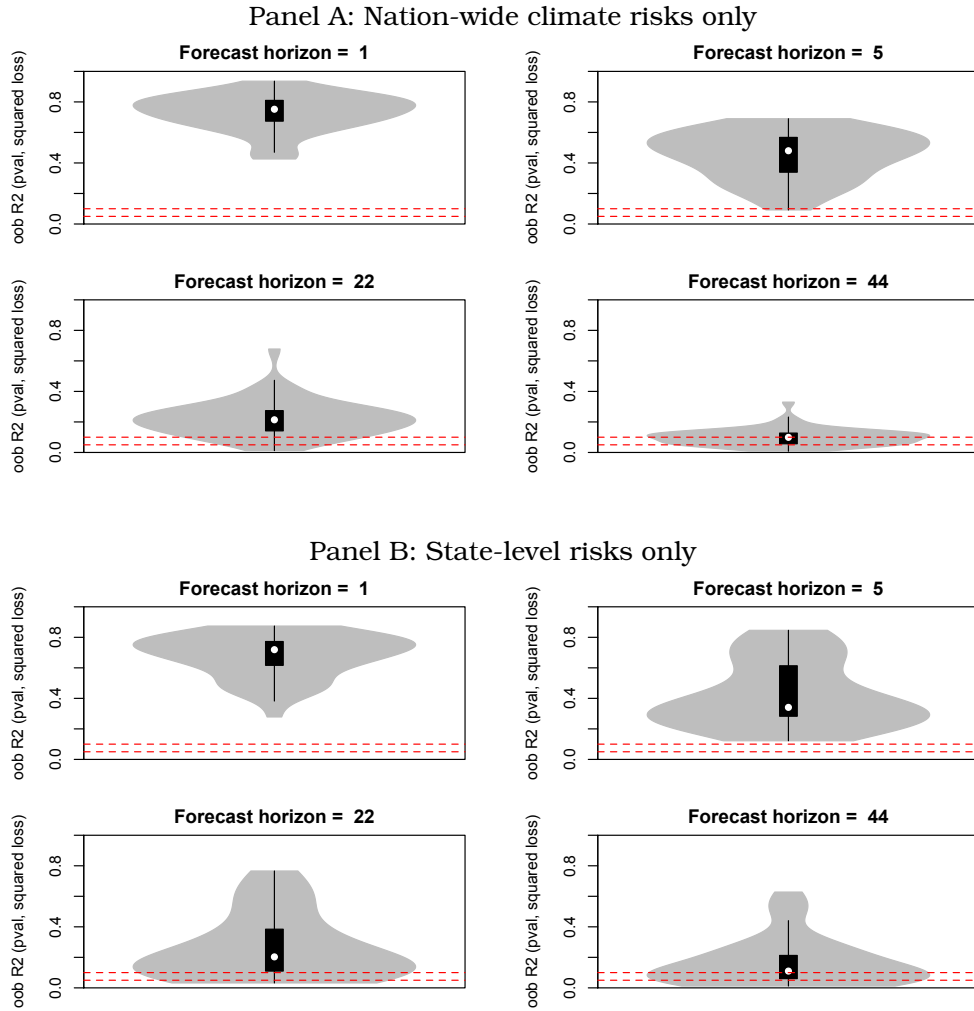 Panel A: Nation-wide climate risks only
Forecast horizon = 1
oob R2 (pval, squared loss)
0.0 0.4 0.8
Forecast horizon = 5
oob R2 (pval, squared loss)
0.0 0.4 0.8
Forecast horizon = 22
oob R2 (pval, squared loss)
0.0 0.4 0.8
Forecast horizon = 44
oob R2 (pval, squared loss)
0.0 0.4 0.8
Panel B: State-level risks only
Forecast horizon = 1
oob R2 (pval, squared loss)
0.0 0.4 0.8
Forecast horizon = 5
oob R2 (pval, squared loss)
0.0 0.4 0.8
Forecast horizon = 22
oob R2 (pval, squared loss)
0.0 0.4 0.8
Forecast horizon = 44
oob R2 (pval, squared loss)
0.0 0.4 0.8